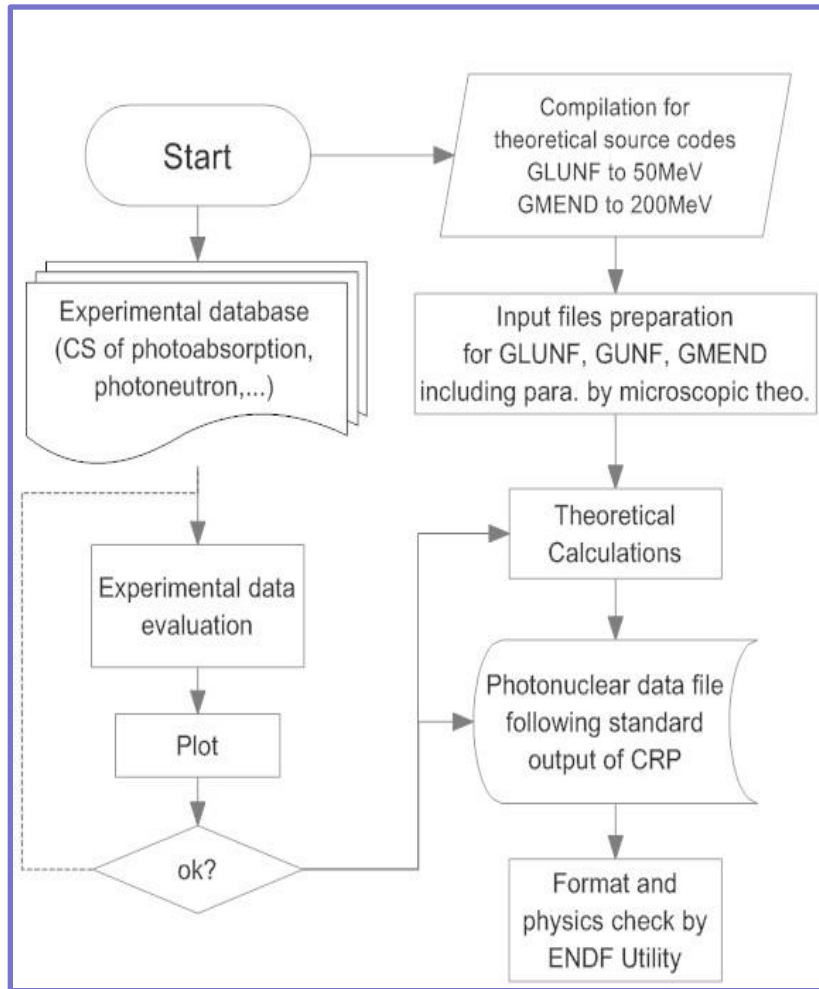 Start
Compilation for
theoretical source codes
GLUNF to 50MeV
GMEND to 200MeV
Experimental database
(CS of photoabsorption,
photoneutron,...)
Input files preparation
for GLUNF, GUNF, GMEND
including para. by microscopic theo.
Experimental data
evaluation
Theoretical
Calculations
Plot
Photonuclear data file
following standard
output of CRP
ok?
Format and
physics check by
ENDF Utility